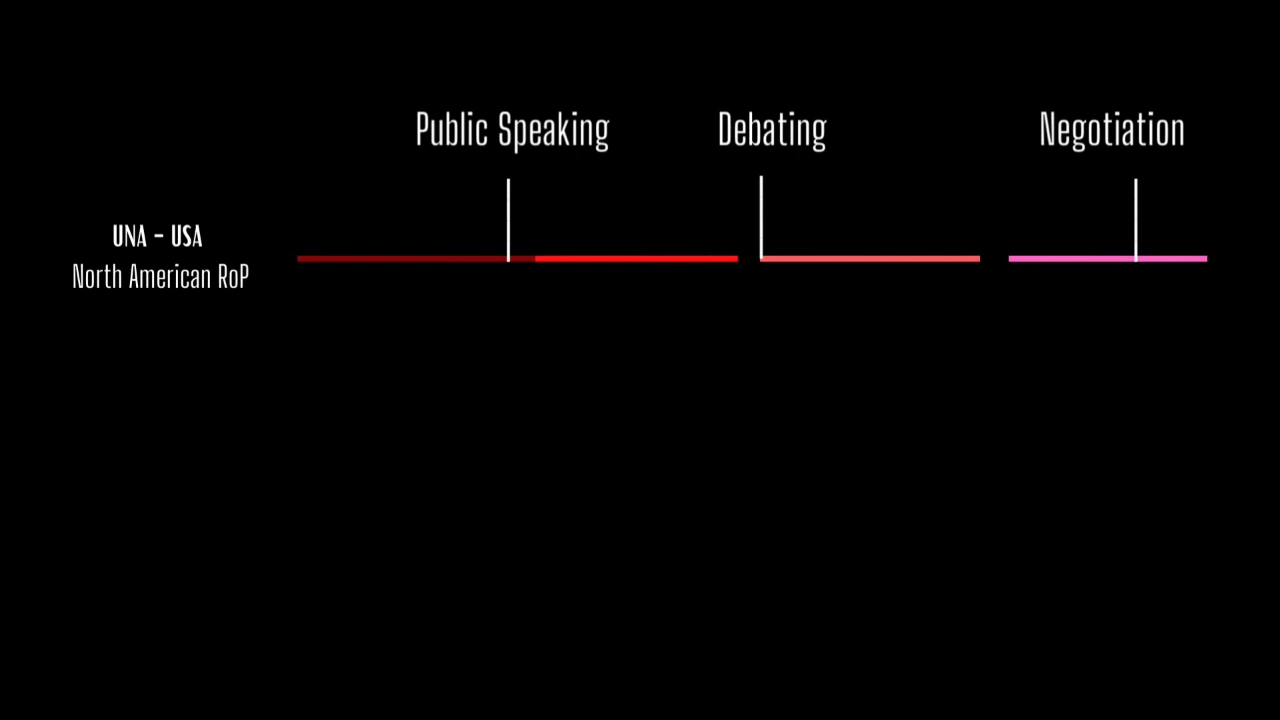 Public Speaking
Debating
Negotiation
UNA - USA
North American RoP